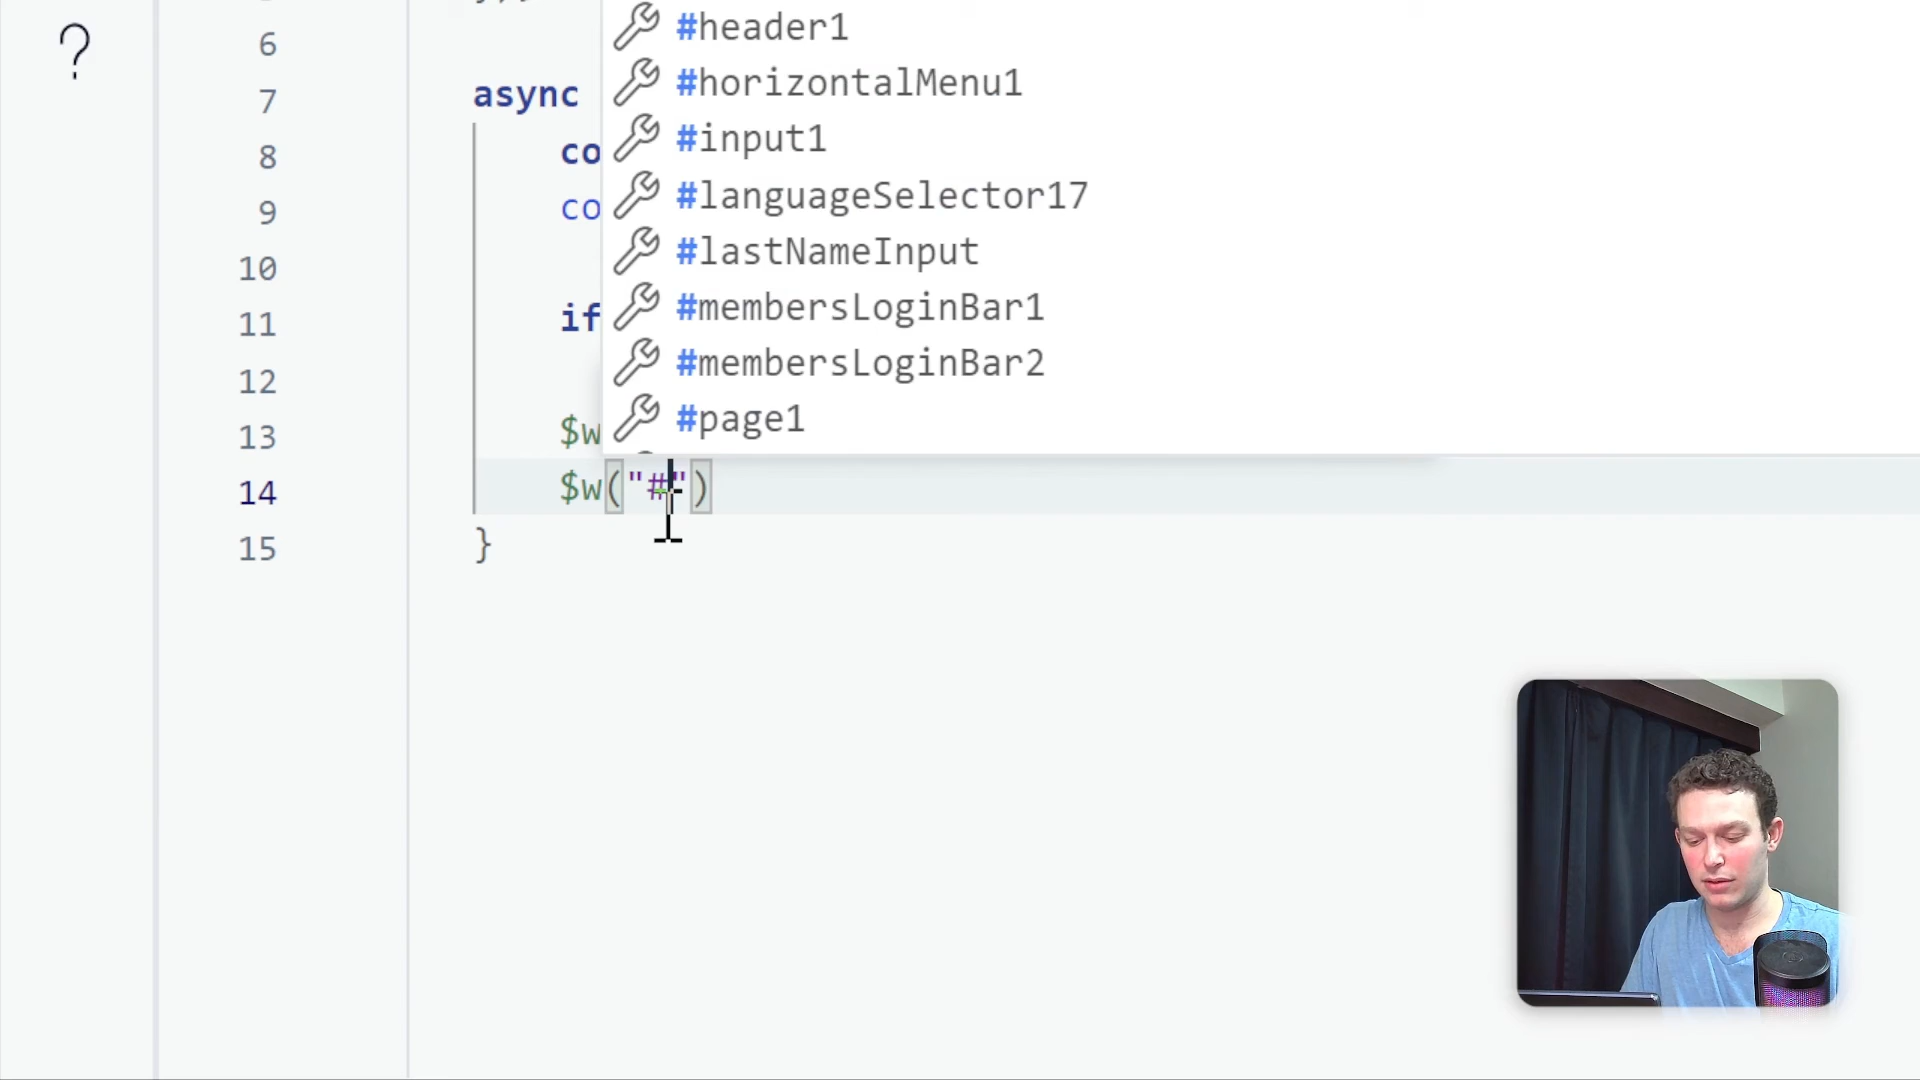 ?
#header1
6
#horizontalMenu1
7 async
#input1
8 co
#languageSelector17
9 co
#lastNameInput
10
#membersLoginBar1
11 if
#membersLoginBar2
12
#page1
13 $w
14 $w("#")
15 }